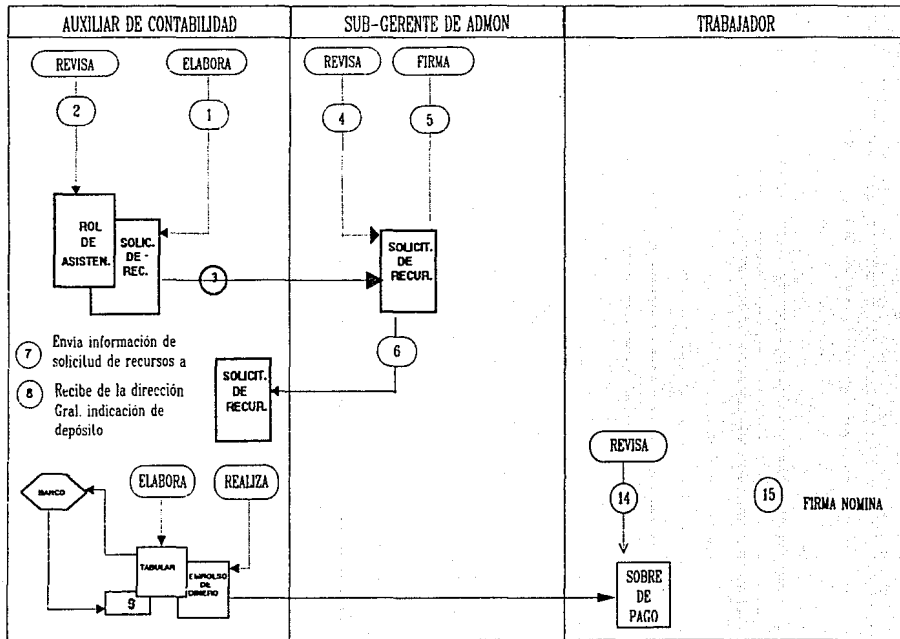 AUXILIAR DE CONTABILIDAD
SUB-GERENTE DE ADMON
TRABAJADOR
REVISA
ELABORA
REVISA
FIRMA
2
1
4
5
ROL
DE
ASISTEN.
SOLIC.
-DE-
REC.
3
SOLICIT.
DE
RECUR.
6
7 Envia información de
solicitud de recursos a
8 Recibe de la dirección
Gral. indicación de
depósito
SOLICIT.
DE
RECUR.
REVISA
14
15 FIRMA NOMINA
ELABORA
REALIZA
BANCO
TABULAR
DE
DINERO
9
SOBRE
DE
PAGO